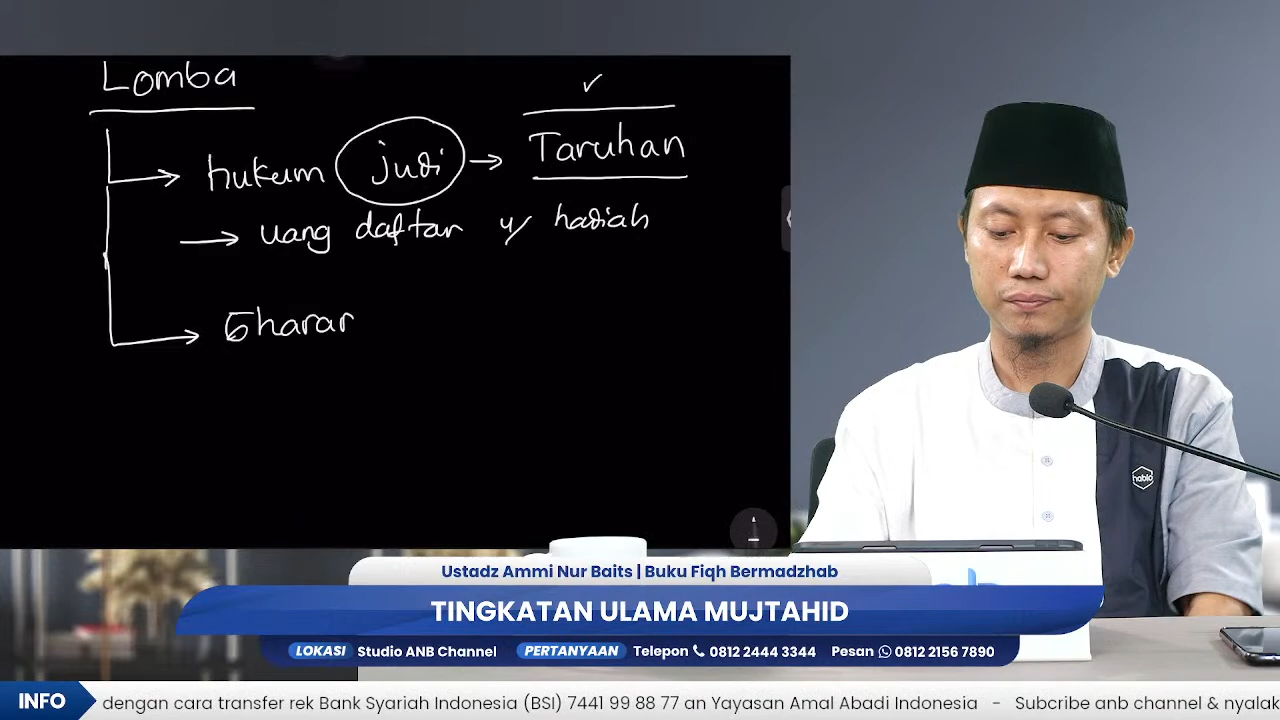 Lomba
✓
hukum judi → Taruhan
→ uang daftar u/ hadiah
Gharar
hablo
Ustadz Ammi Nur Baits | Buku Fiqh Bermadzhab
TINGKATAN ULAMA MUJTAHID
LOKASI Studio ANB Channel PERTANYAAN Telepon 0812 2444 3344 Pesan 0812 2156 7890
INFO dengan cara transfer rek Bank Syariah Indonesia (BSI) 7441 99 88 77 an Yayasan Amal Abadi Indonesia - Subcribe anb channel & nyalak